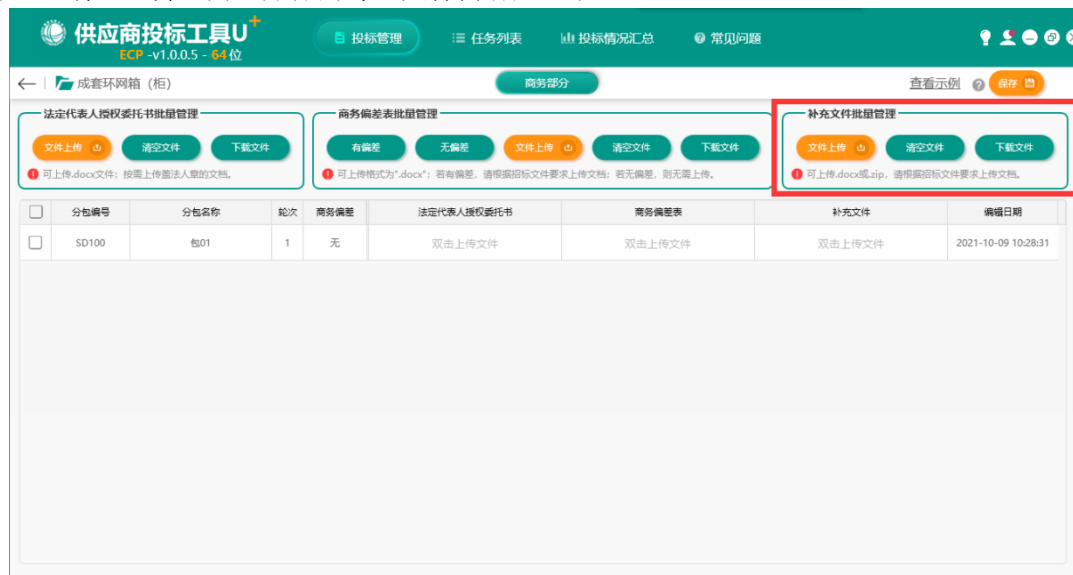 供应商投标工具U+
ECP -v1.0.0.5 - 64位
投标管理
任务列表
投标情况汇总
常见问题
成套环网箱（柜）
商务部分
查看示例
保存
法定代表人授权委托书批量管理
文件上传
清空文件
下载文件
可上传.docx文件；按需上传盖法人章的文档。
商务偏差表批量管理
有偏差
无偏差
文件上传
清空文件
下载文件
可上传格式为".docx"；若有偏差，请根据招标文件要求上传文档；若无偏差，则无需上传。
补充文件批量管理
文件上传
清空文件
下载文件
可上传.docx或.zip，请根据招标文件要求上传文档。
分包编号 分包名称 轮次 商务偏差 法定代表人授权委托书 商务偏差表 补充文件 编辑日期
SD100 包01 1 无 双击上传文件 双击上传文件 双击上传文件 2021-10-09 10:28:31